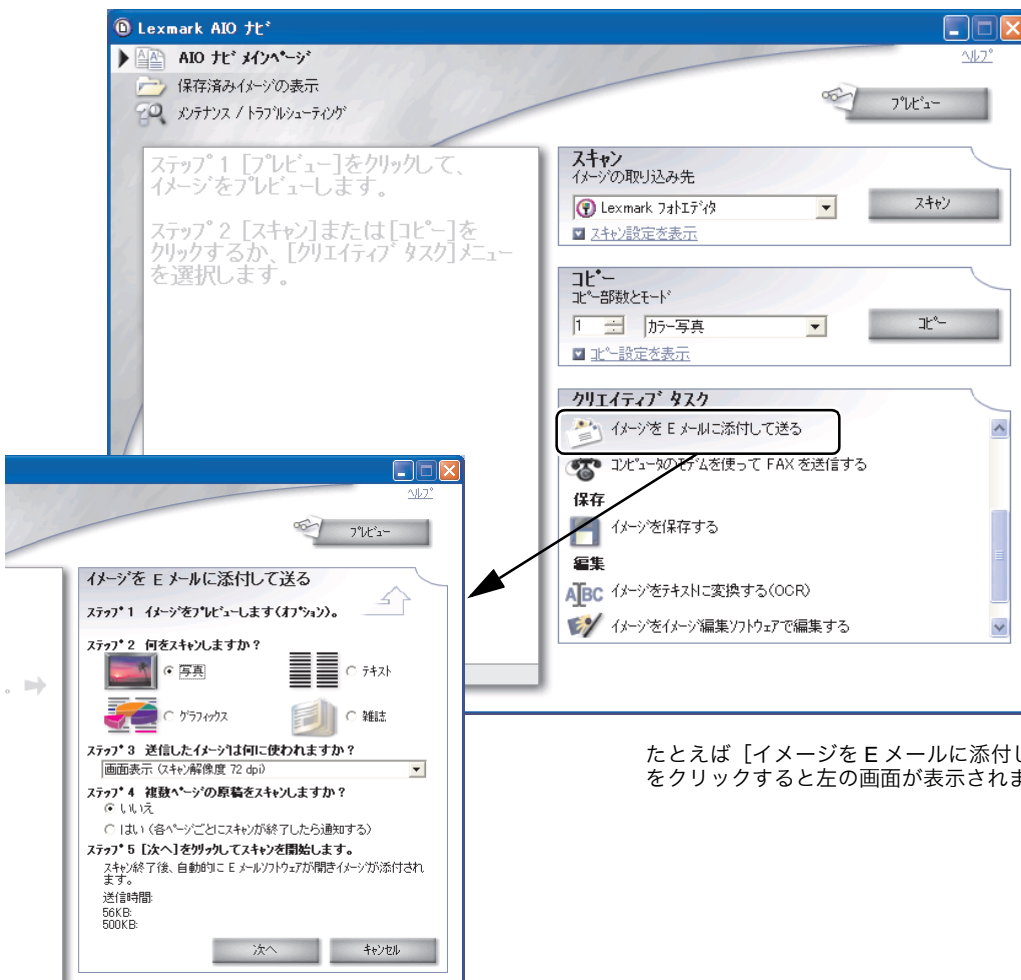 Lexmark AIO ナビ
AIO ナビ メインページ
ヘルプ
保存済みイメージの表示
メンテナンス / トラブルシューティング
プレビュー
ステップ 1 [プレビュー]をクリックして、
イメージをプレビューします。
ステップ 2 [スキャン]または[コピー]を
クリックするか、[クリエイティブ タスク]メニュー
を選択します。
スキャン
イメージの取り込み先
Lexmark フォトエディタ
スキャン
スキャン設定を表示
コピー
コピー部数とモード
1
カラー写真
コピー
コピー設定を表示
クリエイティブ タスク
イメージを E メールに添付して送る
コンピュータのモデムを使って FAX を送信する
保存
イメージを保存する
編集
イメージをテキストに変換する(OCR)
イメージをイメージ編集ソフトウェアで編集する
ヘルプ
プレビュー
イメージを E メールに添付して送る
ステップ 1 イメージをプレビューします(オプション)。
ステップ 2 何をスキャンしますか?
写真
テキスト
グラフィックス
雑誌
ステップ 3 送信したイメージは何に使われますか?
画面表示 (スキャン解像度 72 dpi)
ステップ 4 複数ページの原稿をスキャンしますか?
いいえ
はい (各ページごとにスキャンが終了したら通知する)
ステップ 5 [次へ]をクリックしてスキャンを開始します。
スキャン終了後、自動的に E メールソフトウェアが開きイメージが添付され
ます。
送信時間:
56KB:
500KB:
次へ
キャンセル
。
たとえば［イメージを E メールに添付し
をクリックすると左の画面が表示されま